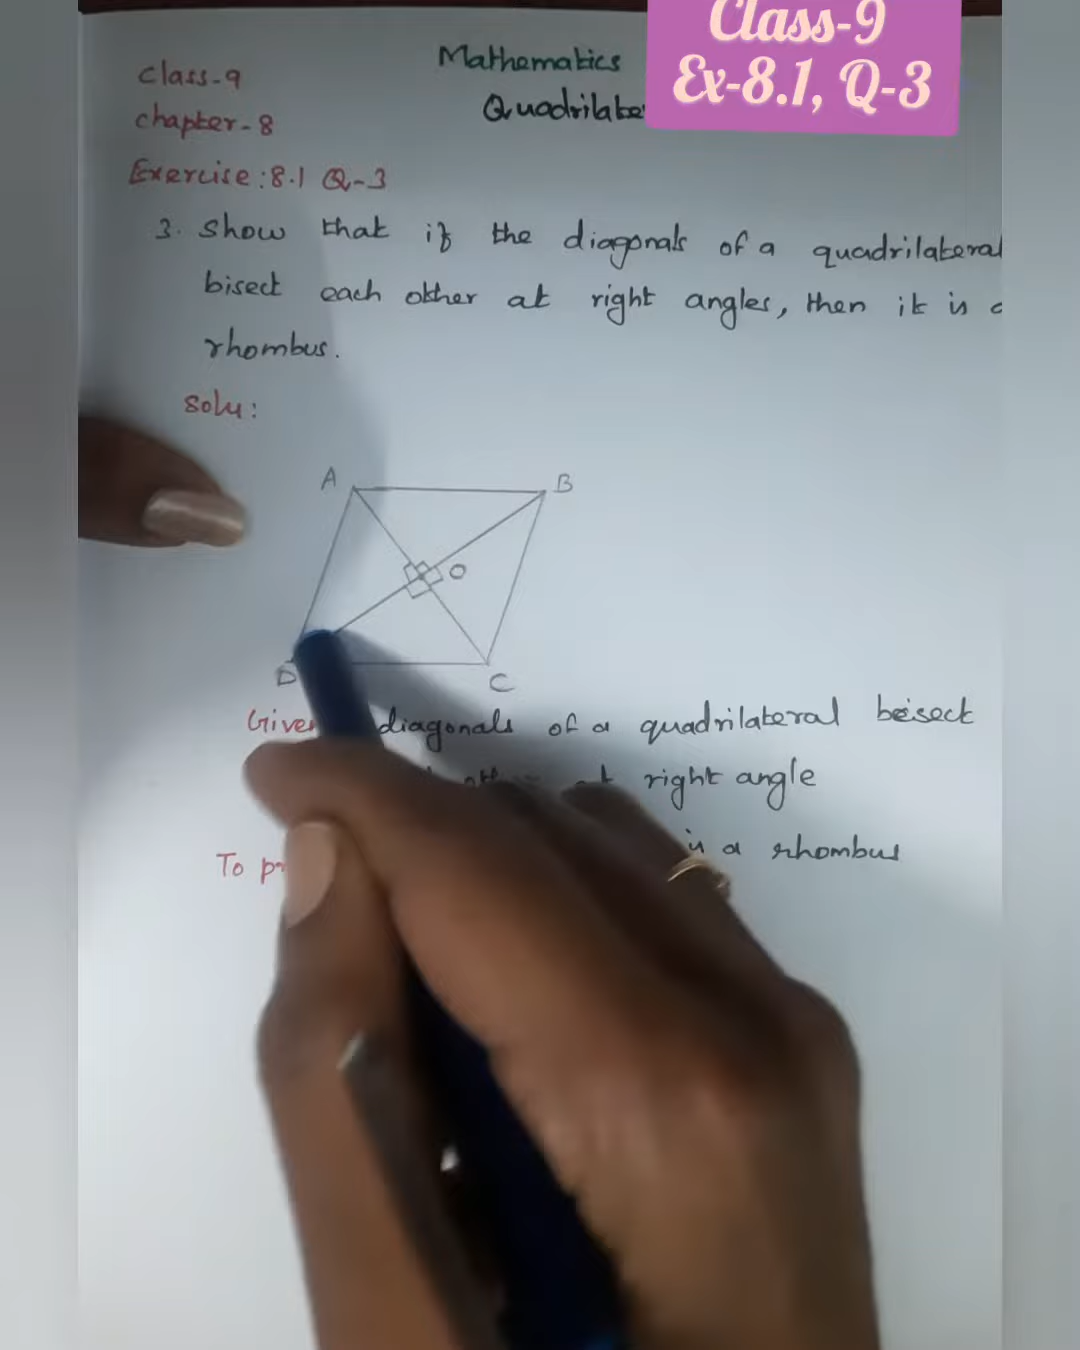 Class-9
Ex-8.1, Q-3
Mathematics
Class-9
Chapter-8
Exercise:8.1 Q-3
3. Show that if the diagonals of a quadrilateral
bisect each other at right angles, then it is
rhombus.
Solu:
A
B
O
D
C
diagonals of a quadrilateral beisect
right angle
To
is a rhombus